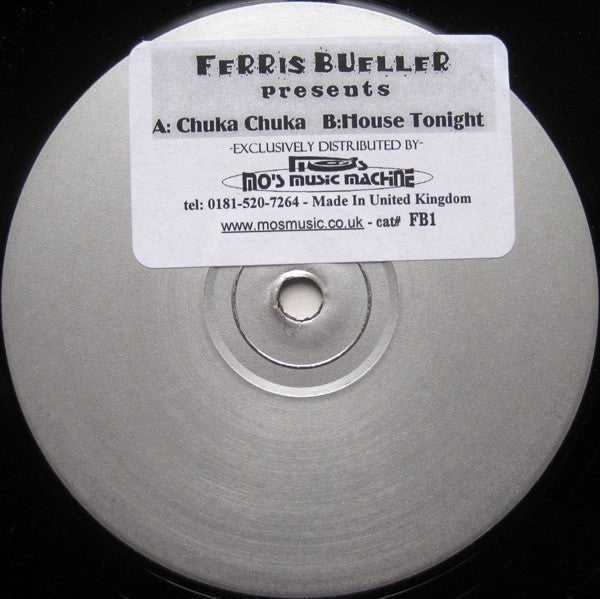 FERRIS BUELLER
presents
A: Chuka Chuka B:House Tonight
-EXCLUSIVELY DISTRIBUTED BY-
MO'S MUSIC MACHINE
tel: 0181-520-7264 - Made In United Kingdom
www.mosmusic.co.uk - cat# FB1